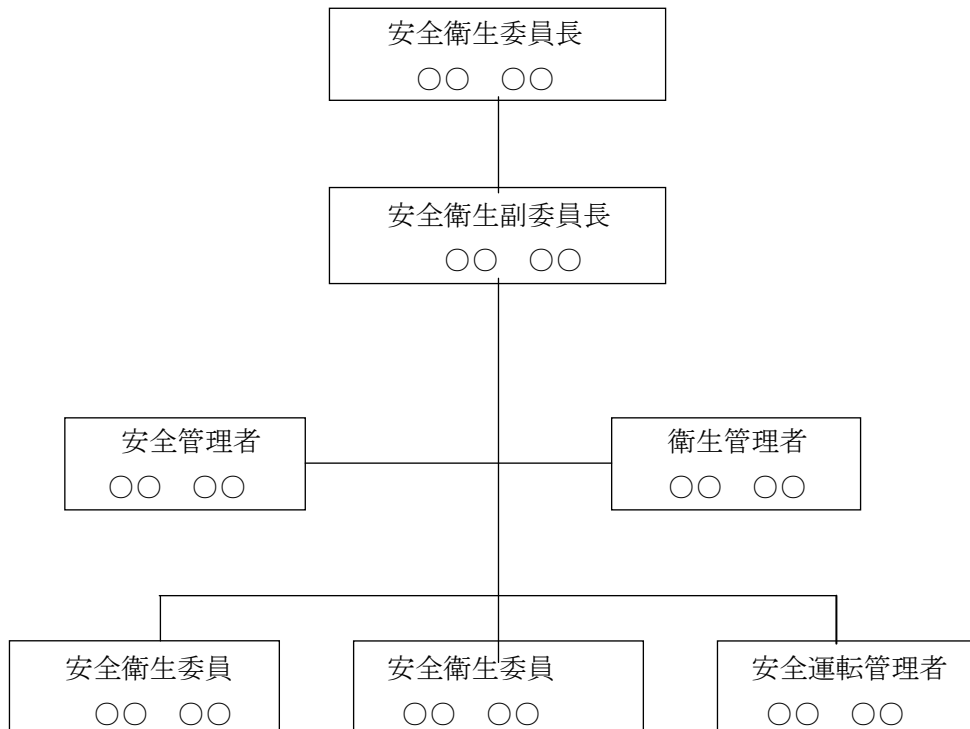 安全衛生委員長
○○　○○
安全衛生副委員長
○○　○○
安全管理者
○○　○○
衛生管理者
○○　○○
安全衛生委員
○○　○○
安全衛生委員
○○　○○
安全運転管理者
○○　○○